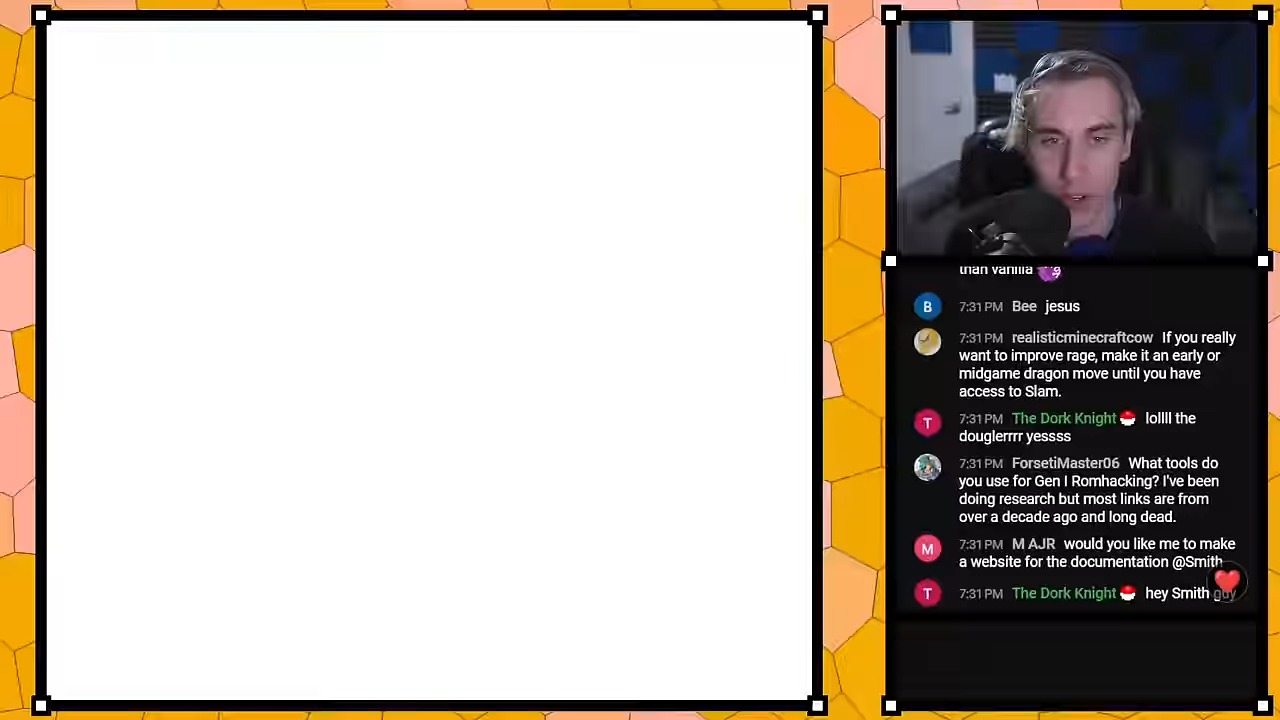 than vanilla
B 7:31 PM Bee jesus
7:31 PM realisticminecraftcow If you really
want to improve rage, make it an early or
midgame dragon move until you have
access to Slam.
T 7:31 PM The Dork Knight lollll the
douglerrrr yessss
7:31 PM ForsetiMaster06 What tools do
you use for Gen I Romhacking? I've been
doing research but most links are from
over a decade ago and long dead.
M 7:31 PM M AJR would you like me to make
a website for the documentation @Smith
T 7:31 PM The Dork Knight hey Smith guy